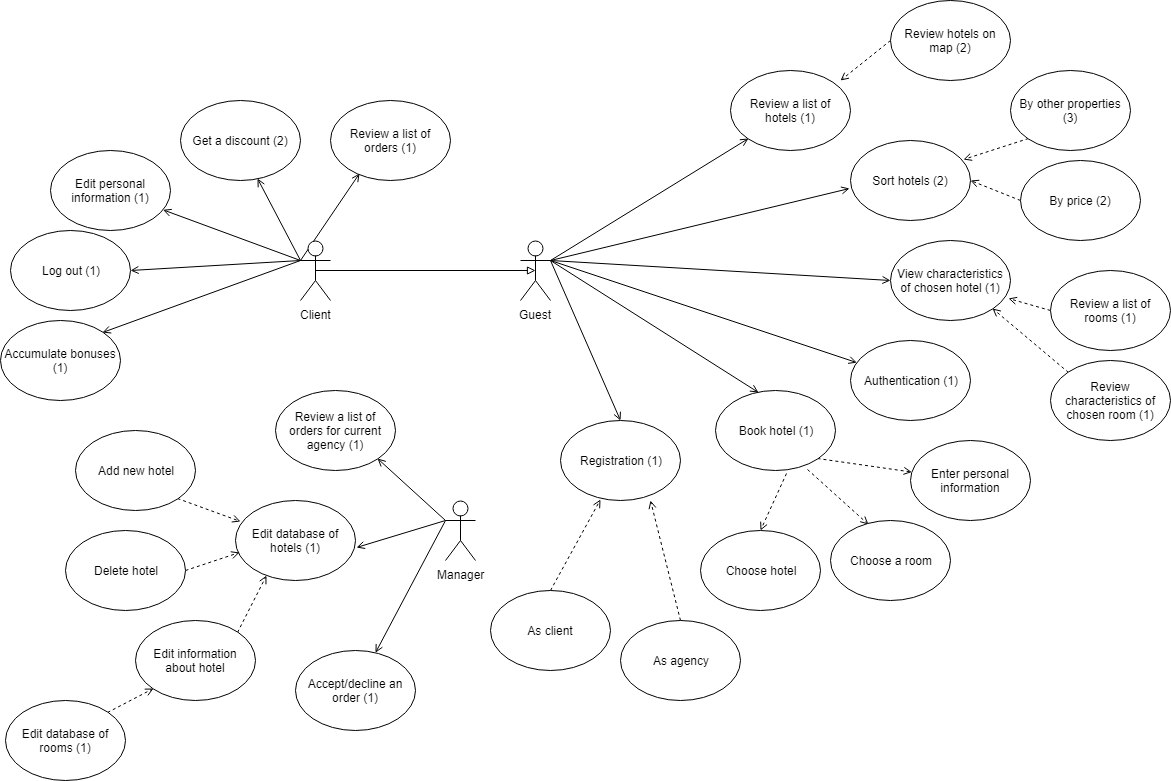 Review hotels on
map (2)
Review a list of
hotels (1)
By other properties
(3)
Get a discount (2)
Review a list of
orders (1)
Sort hotels (2)
Edit personal
information (1)
By price (2)
Log out (1)
View characteristics
of chosen hotel (1)
Client
Guest
Review a list of
rooms (1)
Accumulate bonuses
(1)
Authentication (1)
Review
characteristics of
chosen room (1)
Review a list of
orders for current
agency (1)
Book hotel (1)
Add new hotel
Registration (1)
Enter personal
information
Edit database of
hotels (1)
Delete hotel
Manager
Choose hotel
Choose a room
As client
Edit information
about hotel
As agency
Accept/decline an
order (1)
Edit database of
rooms (1)